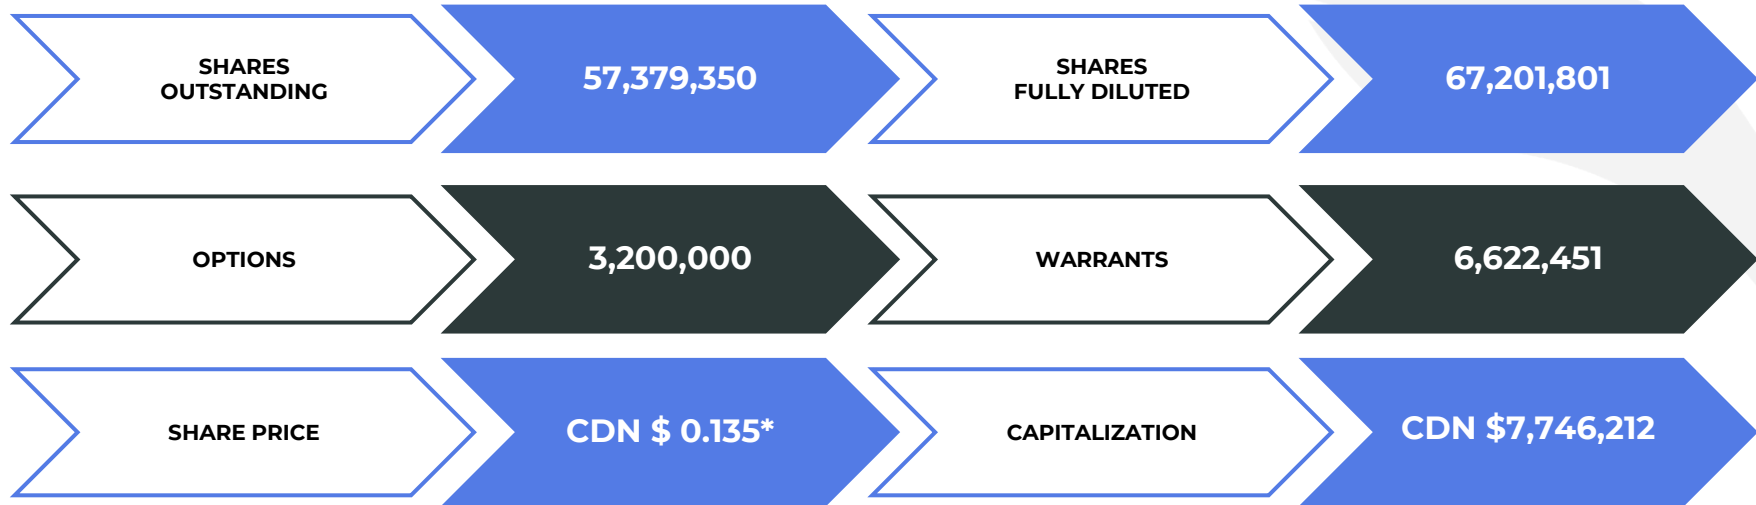 SHARES
OUTSTANDING
57,379,350
SHARES
FULLY DILUTED
67,201,801
OPTIONS
3,200,000
WARRANTS
6,622,451
SHARE PRICE
CDN $ 0.135*
CAPITALIZATION
CDN $7,746,212